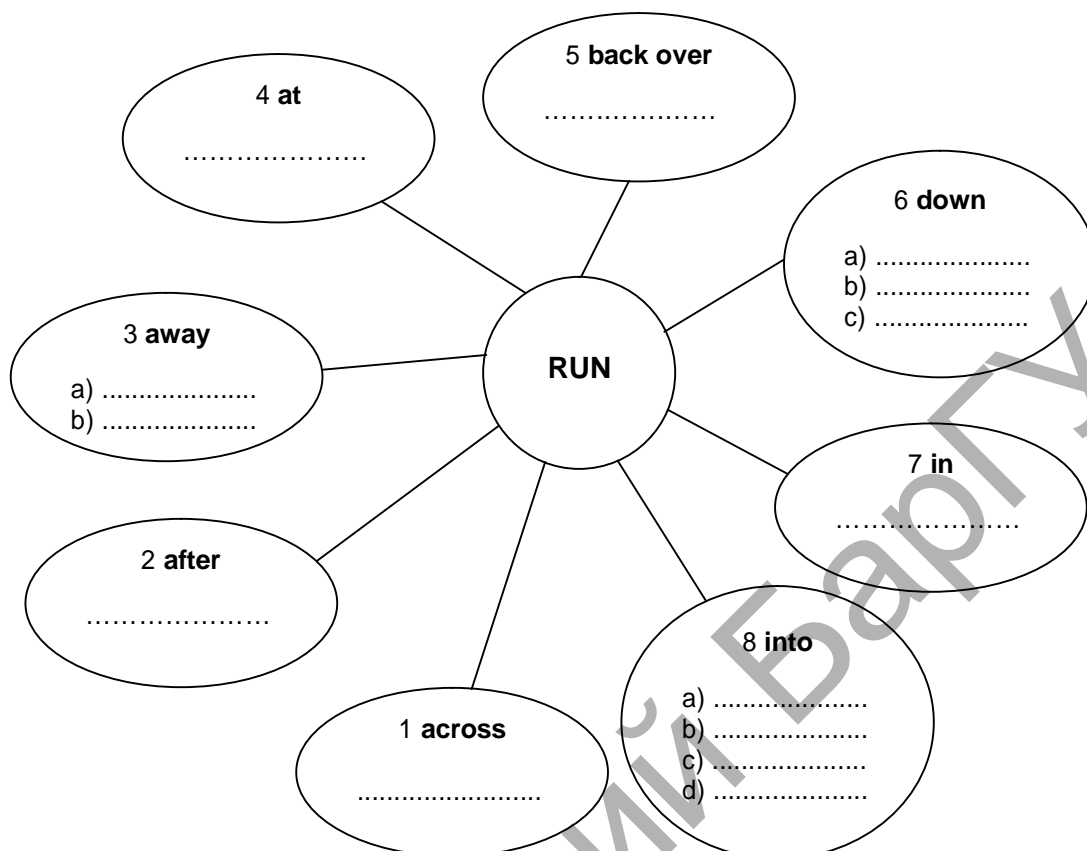 5 back over
.....................
4 at
.....................
6 down
a) .....................
b) .....................
c) .....................
3 away
a) .....................
b) .....................
RUN
7 in
.....................
2 after
.....................
8 into
a) .....................
b) .....................
c) .....................
d) .....................
1 across
.....................
ий БарГУ